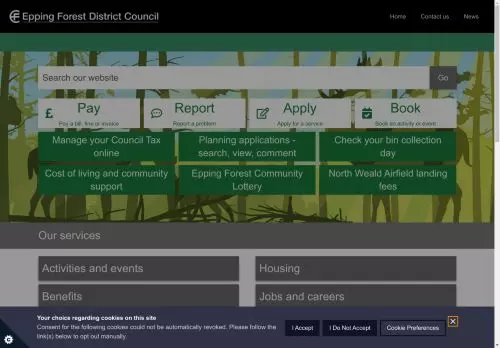 Epping Forest District Council
Home Contact us News
Search our website Go
Pay
Pay a bill, fine or invoice
Report
Report a problem
Apply
Apply for a service
Book
Book an activity or event
Manage your Council Tax
online
Planning applications -
search, view, comment
Check your bin collection
day
Cost of living and community
support
Epping Forest Community
Lottery
North Weald Airfield landing
fees
Our services
Activities and events
Housing
Benefits
Jobs and careers
Your choice regarding cookies on this site
Consent for the following cookies could not be automatically revoked. Please follow the
link(s) below to opt out manually.
I Accept
I Do Not Accept
Cookie Preferences